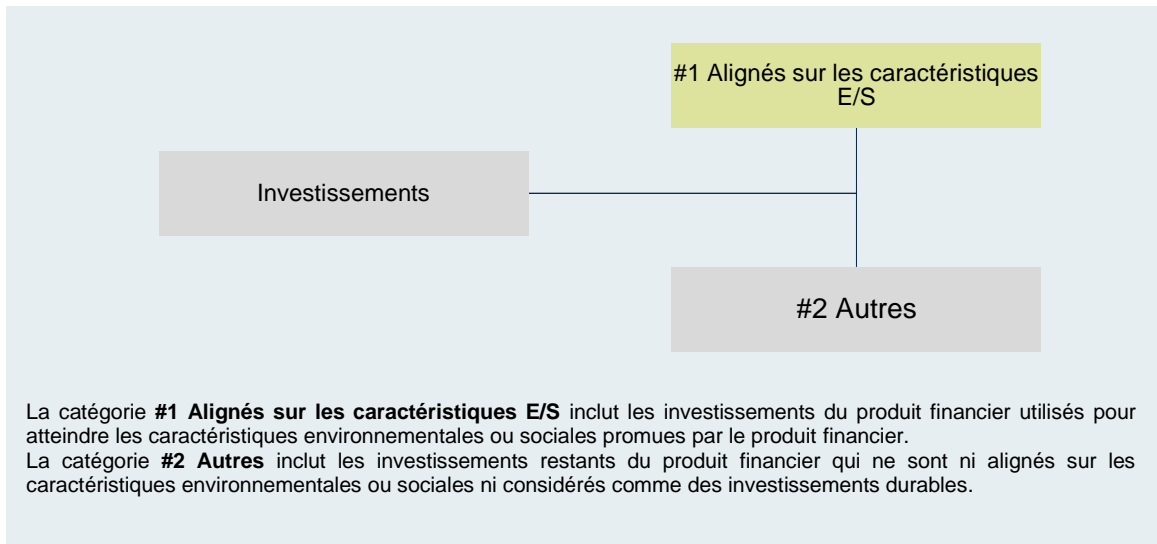 #1 Alignés sur les caractéristiques
E/S
Investissements
#2 Autres
La catégorie #1 Alignés sur les caractéristiques E/S inclut les investissements du produit financier utilisés pour
atteindre les caractéristiques environnementales ou sociales promues par le produit financier.
La catégorie #2 Autres inclut les investissements restants du produit financier qui ne sont ni alignés sur les
caractéristiques environnementales ou sociales ni considérés comme des investissements durables.